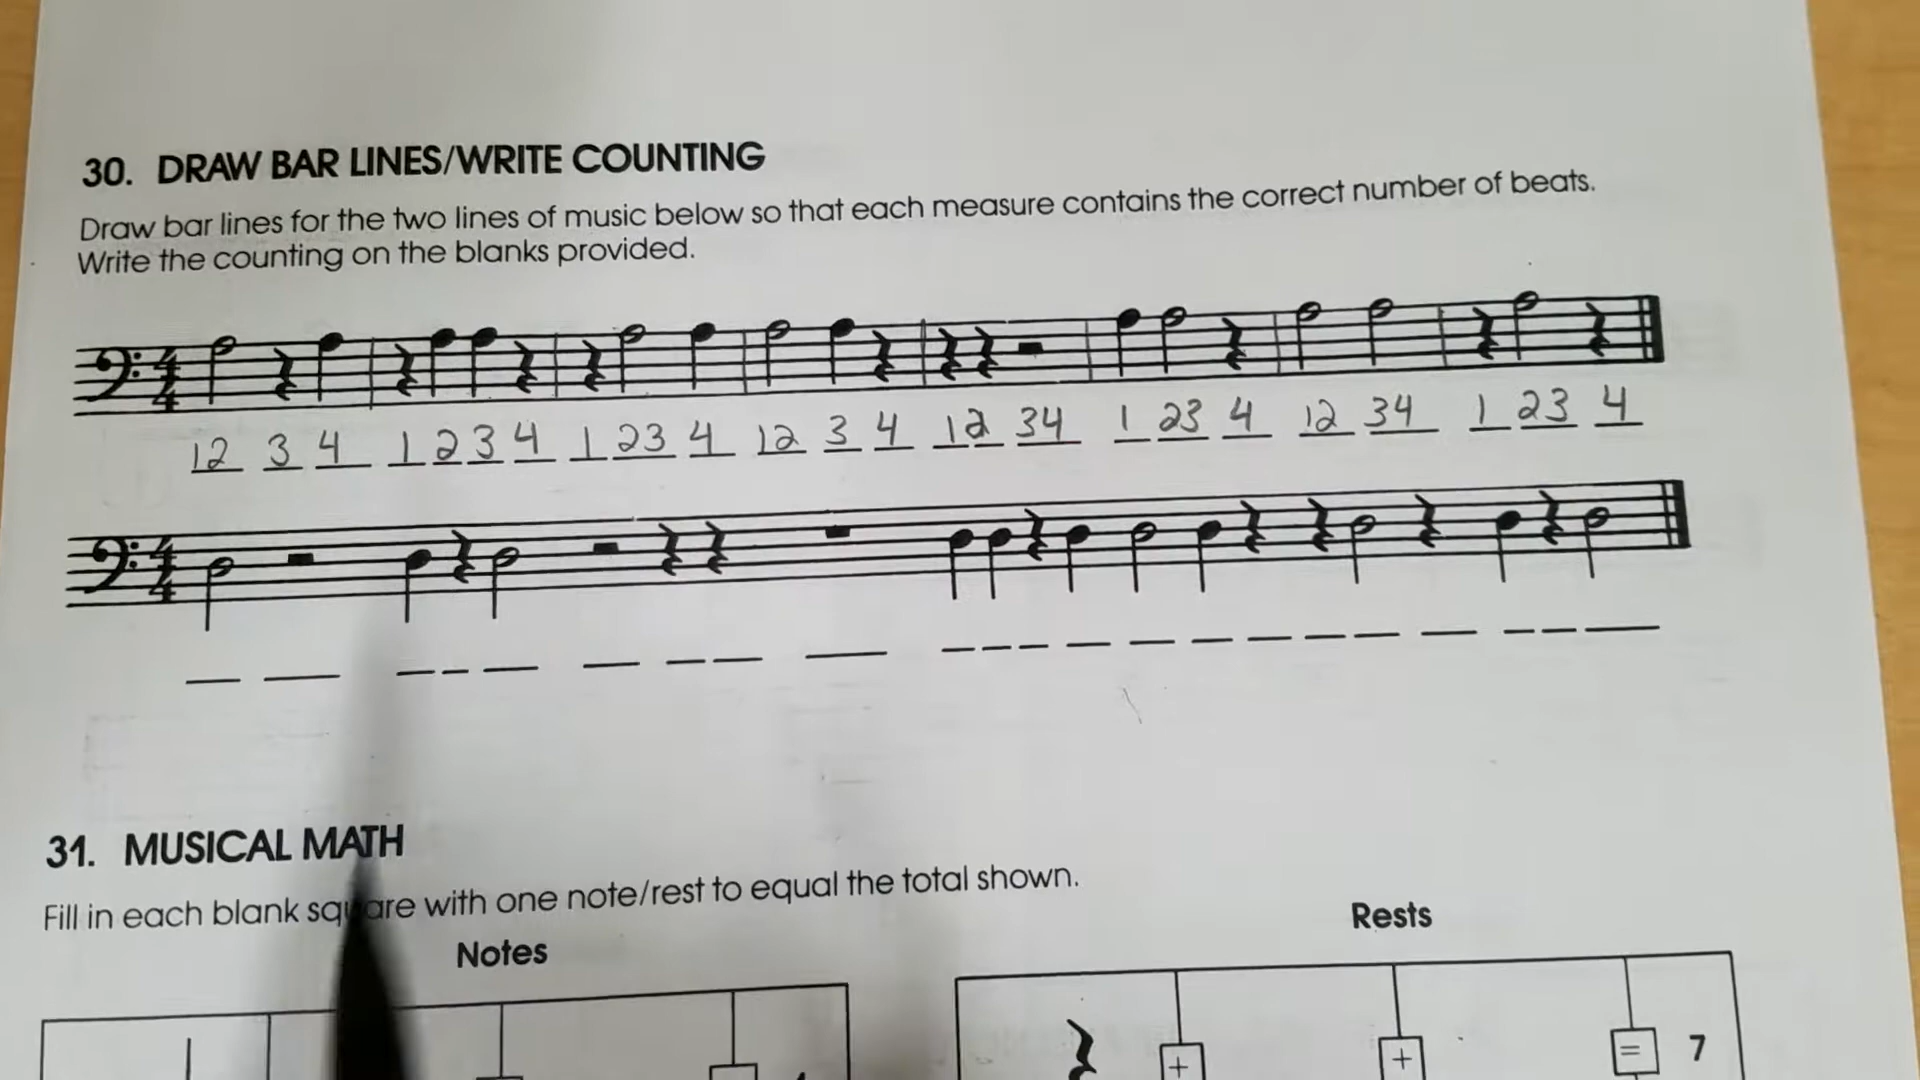 30. DRAW BAR LINES/WRITE COUNTING
Draw bar lines for the two lines of music below so that each measure contains the correct number of beats.
Write the counting on the blanks provided.
4
4
12 3 4 1 2 3 4 1 23 4 12 3 4 12 34 1 23 4 12 34 1 23 4
4
4
31. MUSICAL MATH
Fill in each blank square with one note/rest to equal the total shown.
Notes
Rests
+ + = 7